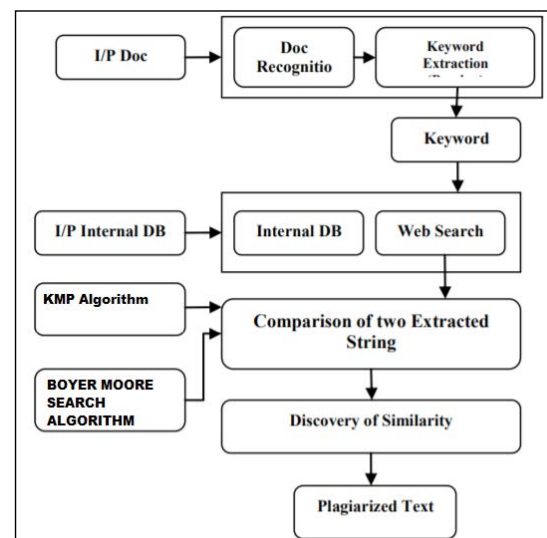 I/P Doc
Doc
Recognitio
Keyword
Extraction
Keyword
I/P Internal DB
Internal DB
Web Search
KMP Algorithm
Comparison of two Extracted
String
BOYER MOORE
SEARCH
ALGORITHM
Discovery of Similarity
Plagiarized Text